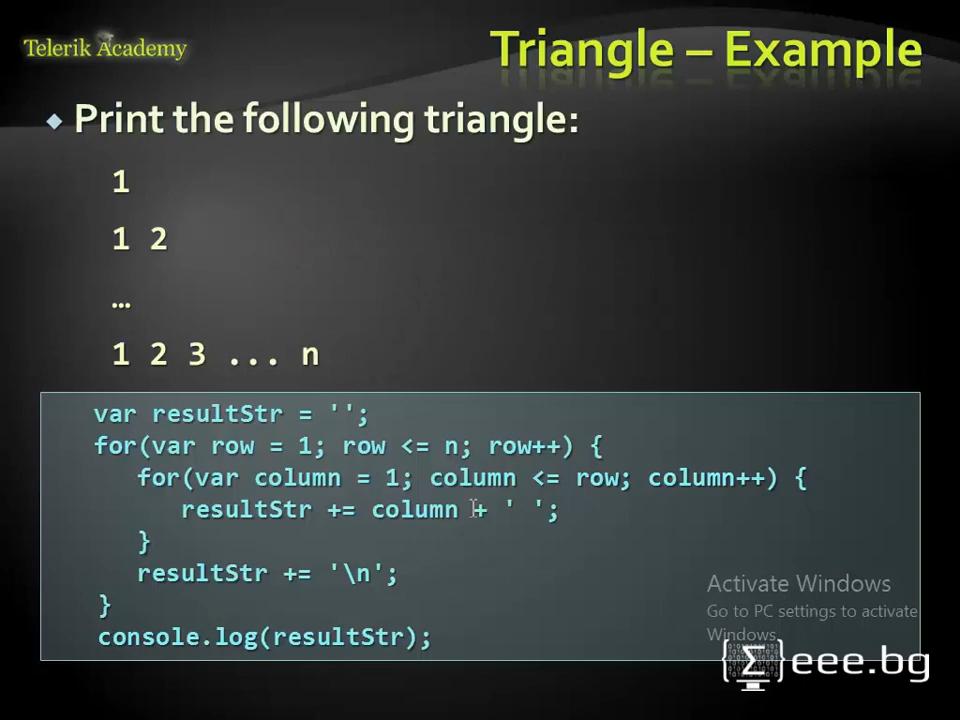 Telerik Academy
Triangle – Example
Print the following triangle:
1
1 2
…
1 2 3 ... n
var resultStr = '';
for(var row = 1; row <= n; row++) {
for(var column = 1; column <= row; column++) {
resultStr += column + ' ';
}
resultStr += '\n';
}
console.log(resultStr);
Activate Windows
Go to PC settings to activate
Windows.
{Σ}eee.bg